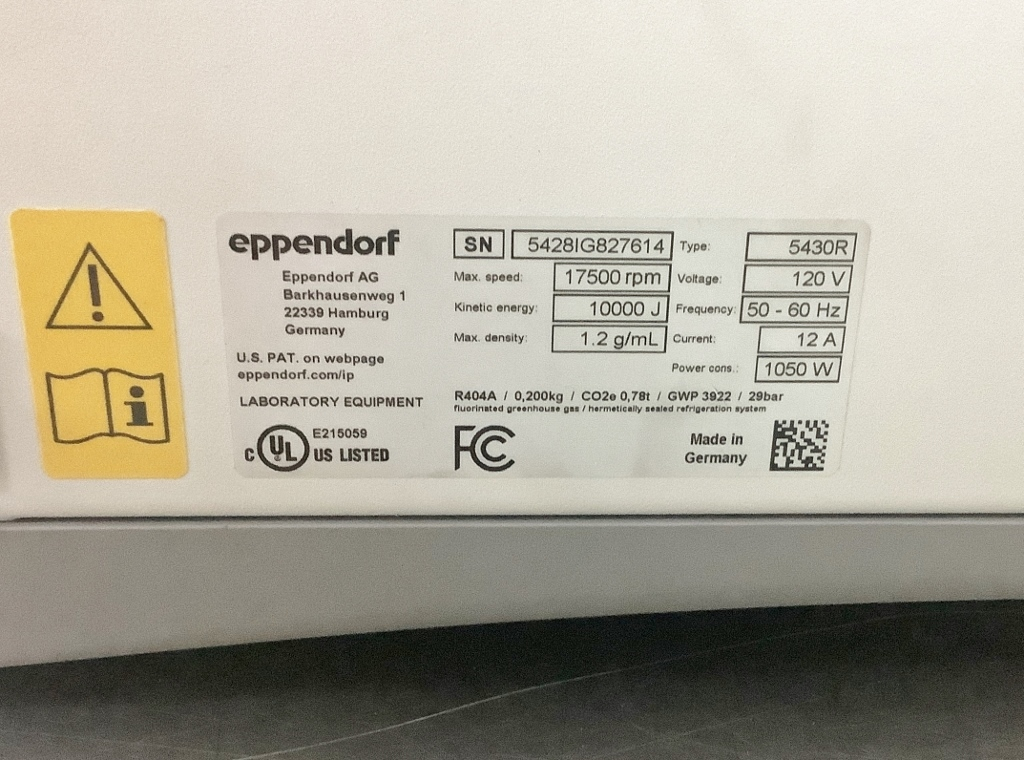 eppendorf
Eppendorf AG
Barkhausenweg 1
22339 Hamburg
Germany
U.S. PAT. on webpage
eppendorf.com/ip
LABORATORY EQUIPMENT
C UL US LISTED
E215059
SN 5428IG827614 Type: 5430R
Max. speed: 17500 rpm Voltage: 120 V
Kinetic energy: 10000 J Frequency: 50 - 60 Hz
Max. density: 1.2 g/mL Current: 12 A
Power cons.: 1050 W
R404A / 0,200kg / CO2e 0,78t / GWP 3922 / 29bar
fluorinated greenhouse gas / hermetically sealed refrigeration system
FC
Made in
Germany